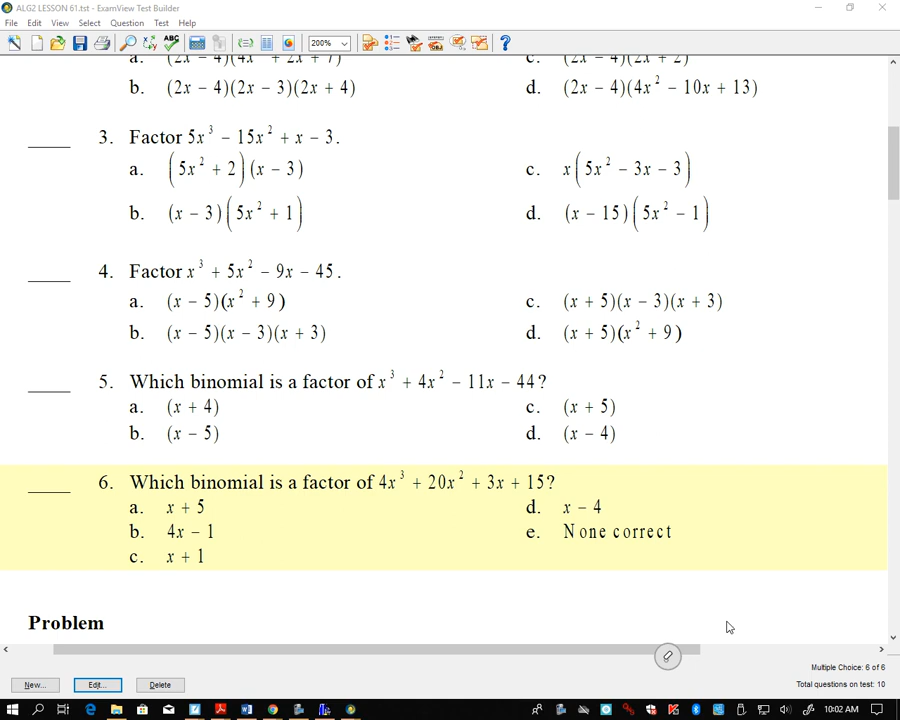 ALG2 LESSON 61.tst - ExamView Test Builder
File Edit View Select Question Test Help
200%
b. (2x − 4)(2x − 3)(2x + 4) d. (2x − 4)(4x² − 10x + 13)
3. Factor 5x³ − 15x² + x − 3.
a. (5x² + 2)(x − 3) c. x(5x² − 3x − 3)
b. (x − 3)(5x² + 1) d. (x − 15)(5x² − 1)
4. Factor x³ + 5x² − 9x − 45.
a. (x − 5)(x² + 9) c. (x + 5)(x − 3)(x + 3)
b. (x − 5)(x − 3)(x + 3) d. (x + 5)(x² + 9)
5. Which binomial is a factor of x³ + 4x² − 11x − 44?
a. (x + 4) c. (x + 5)
b. (x − 5) d. (x − 4)
6. Which binomial is a factor of 4x³ + 20x² + 3x + 15?
a. x + 5 d. x − 4
b. 4x − 1 e. None correct
c. x + 1
Problem
Multiple Choice: 6 of 6
New... Edit... Delete Total questions on test: 10
10:02 AM